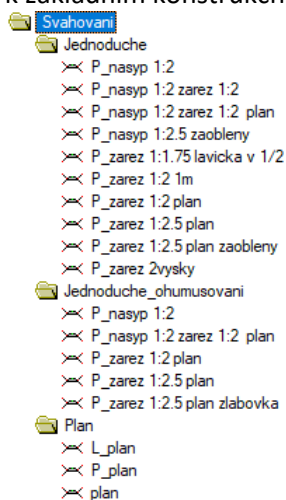 k základním konstrukcím
Svahovani
Jednoduche
P_nasyp 1:2
P_nasyp 1:2 zarez 1:2
P_nasyp 1:2 zarez 1:2 plan
P_nasyp 1:2.5 zaobleny
P_zarez 1:1.75 lavicka v 1/2
P_zarez 1:2 1m
P_zarez 1:2 plan
P_zarez 1:2.5 plan
P_zarez 1:2.5 plan zaobleny
P_zarez 2vysky
Jednoduche_ohumusovani
P_nasyp 1:2
P_nasyp 1:2 zarez 1:2 plan
P_zarez 1:2 plan
P_zarez 1:2.5 plan
P_zarez 1:2.5 plan zlabovka
Plan
L_plan
P_plan
plan